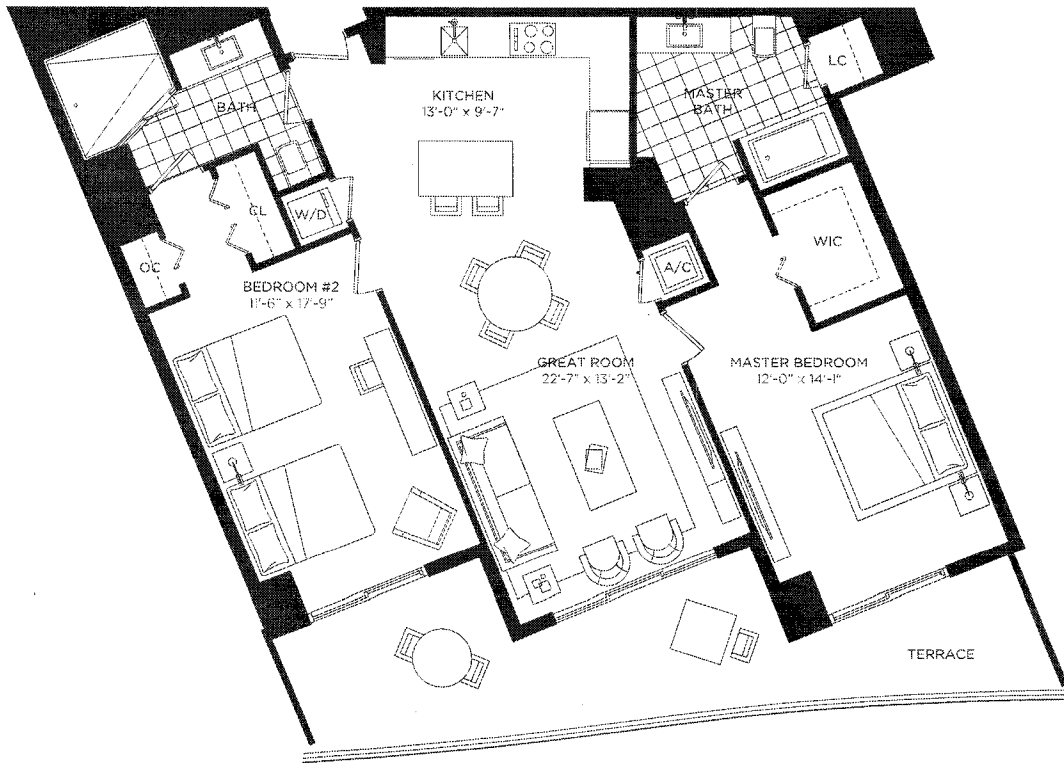 LC
KITCHEN
13'-0" x 9'-7"
MASTER
BATH
BATH
CL
W/D
OC
WIC
A/C
BEDROOM #2
11'-6" x 17'-9"
GREAT ROOM
22'-7" x 13'-2"
MASTER BEDROOM
12'-0" x 14'-1"
TERRACE